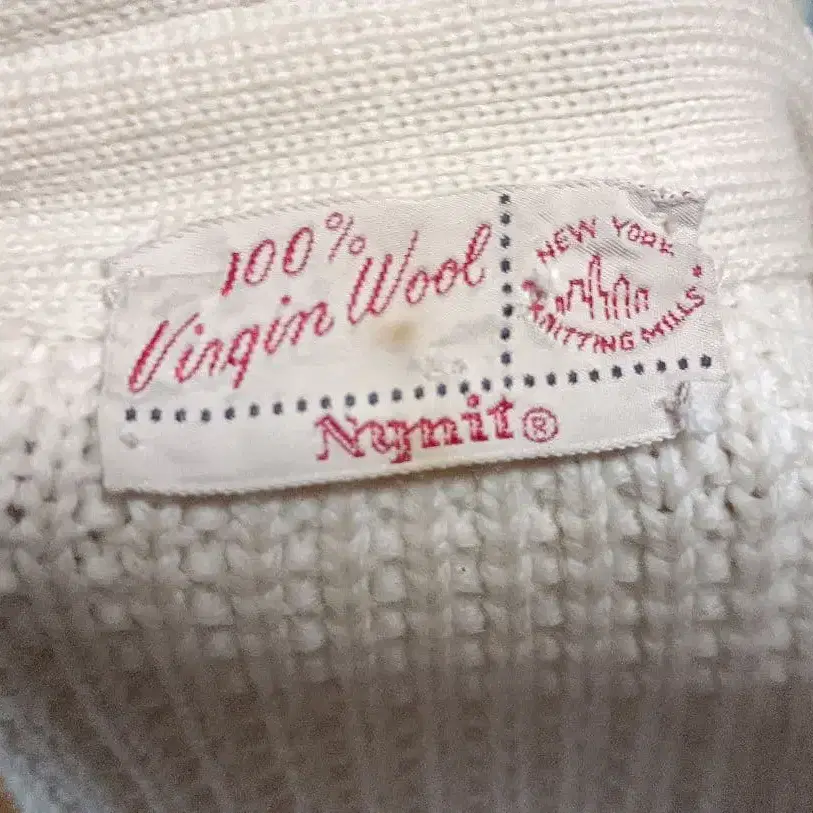 100%
Virgin Wool
NEW YORK
KNITTING MILLS
Nymit®